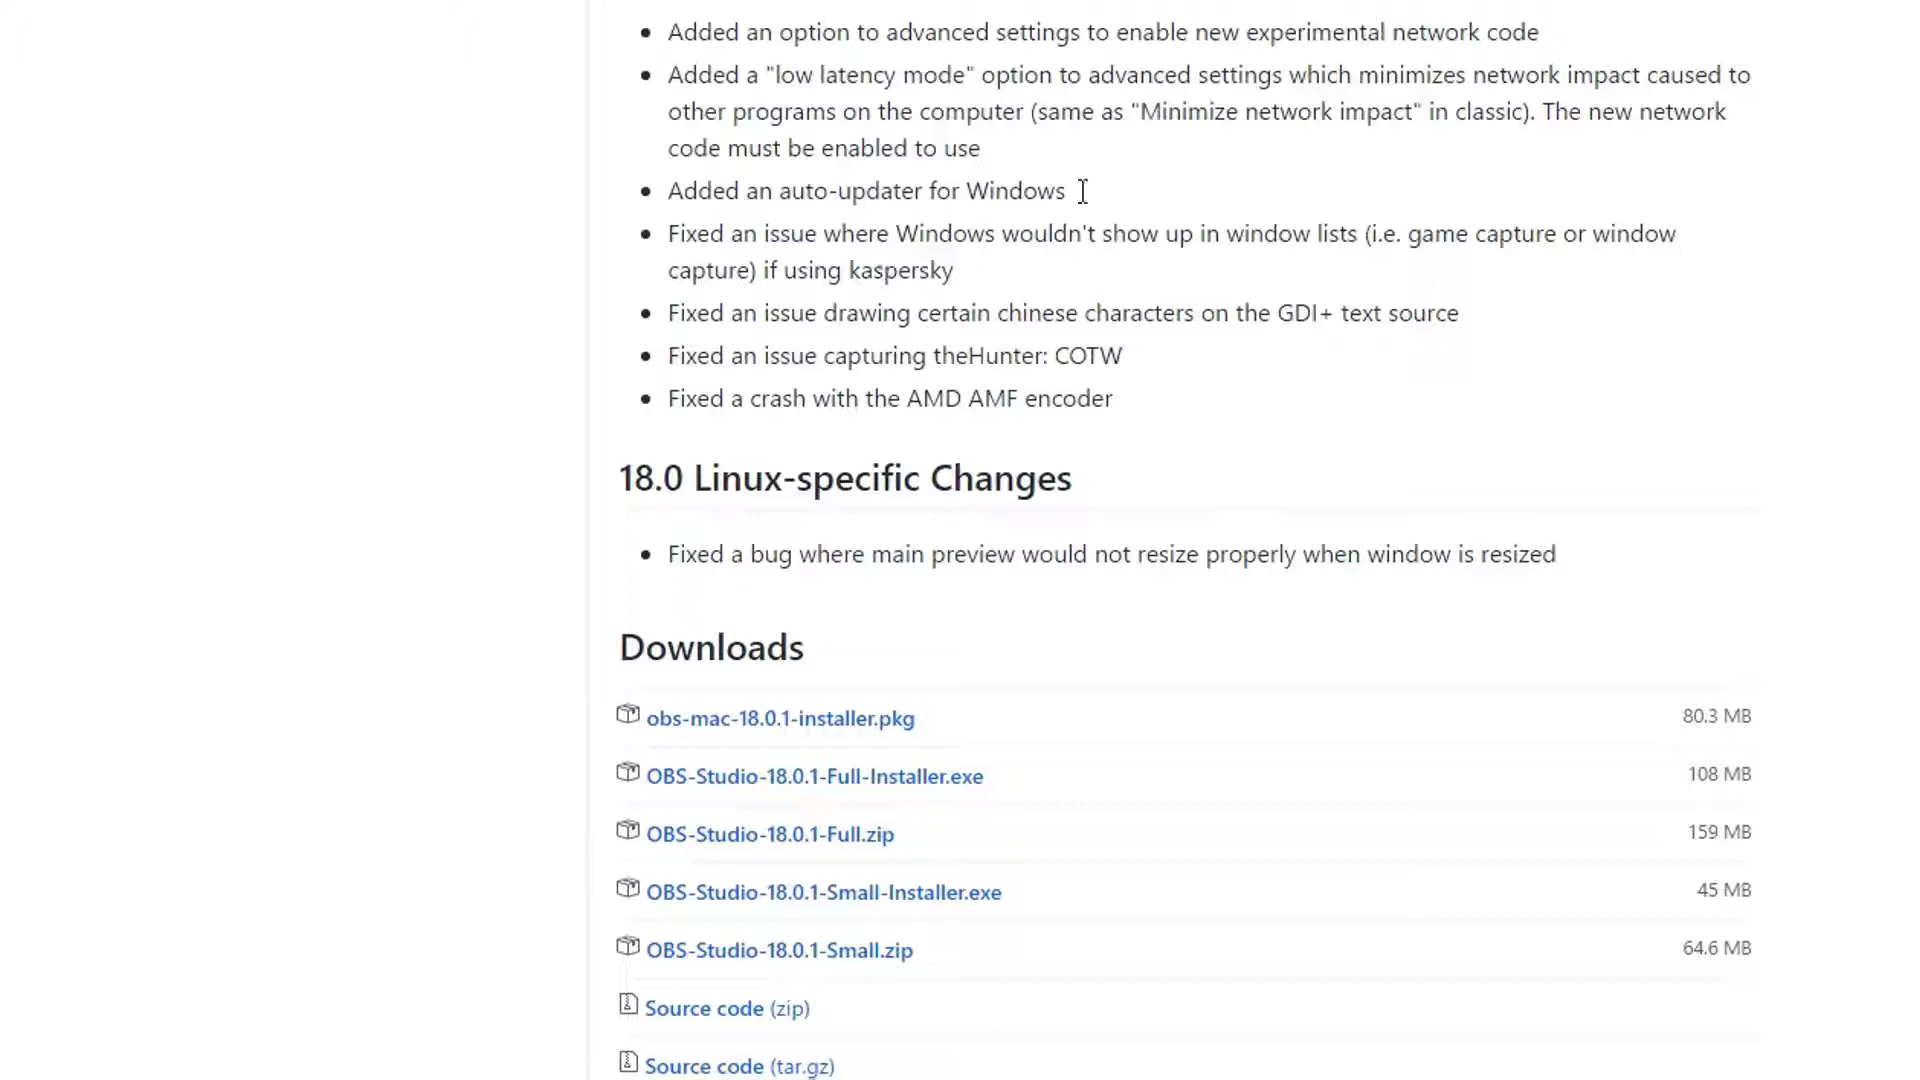 Added an option to advanced settings to enable new experimental network code
Added a "low latency mode" option to advanced settings which minimizes network impact caused to
other programs on the computer (same as "Minimize network impact" in classic). The new network
code must be enabled to use
Added an auto-updater for Windows
Fixed an issue where Windows wouldn't show up in window lists (i.e. game capture or window
capture) if using kaspersky
Fixed an issue drawing certain chinese characters on the GDI+ text source
Fixed an issue capturing theHunter: COTW
Fixed a crash with the AMD AMF encoder
18.0 Linux-specific Changes
Fixed a bug where main preview would not resize properly when window is resized
Downloads
obs-mac-18.0.1-installer.pkg 80.3 MB
OBS-Studio-18.0.1-Full-Installer.exe 108 MB
OBS-Studio-18.0.1-Full.zip 159 MB
OBS-Studio-18.0.1-Small-Installer.exe 45 MB
OBS-Studio-18.0.1-Small.zip 64.6 MB
Source code (zip)
Source code (tar.gz)